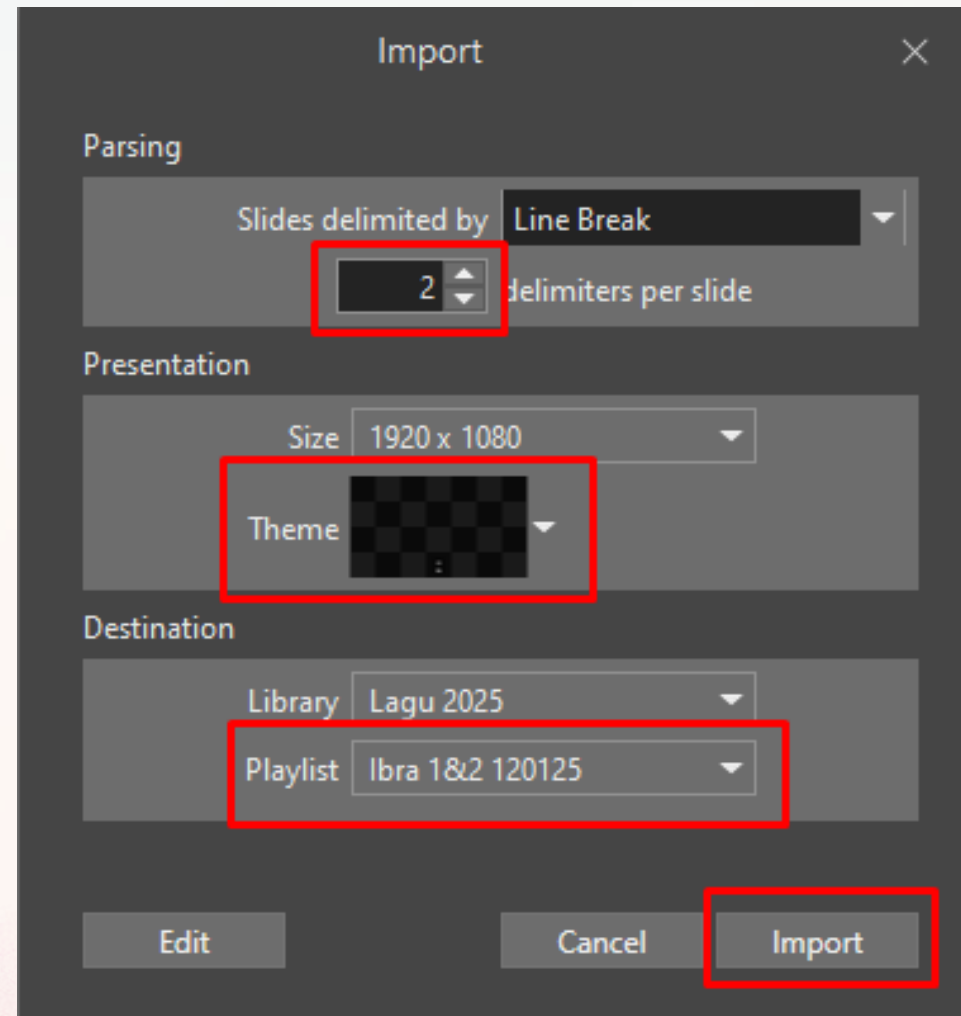 Import
Parsing
Slides delimited by Line Break
2 delimiters per slide
Presentation
Size 1920 x 1080
Theme
Destination
Library Lagu 2025
Playlist Ibra 1&2 120125
Edit Cancel Import